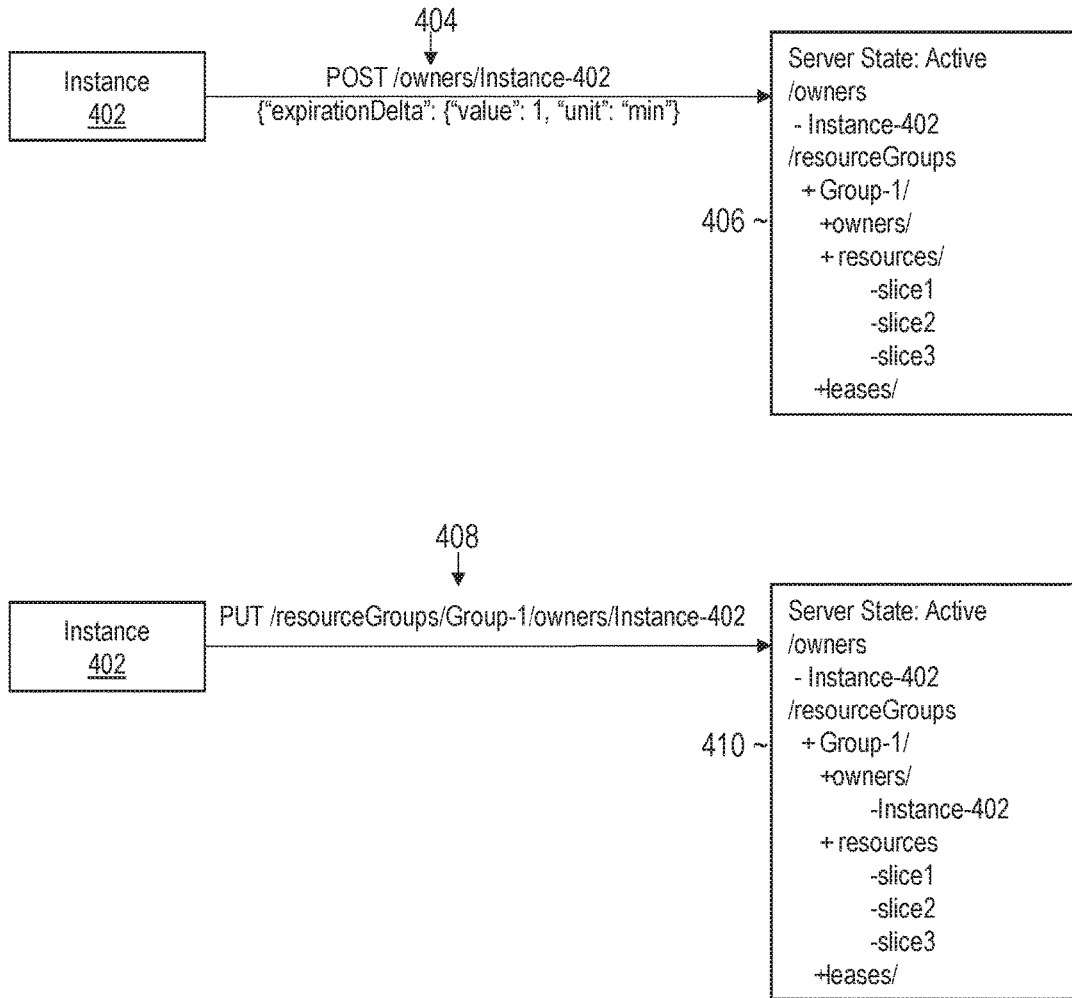 404
Instance
402
POST /owners/Instance-402
{“expirationDelta”: {“value”: 1, “unit”: “min”}
406 ~
Server State: Active
/owners
- Instance-402
/resourceGroups
+ Group-1/
+owners/
+ resources/
-slice1
-slice2
-slice3
+leases/
408
Instance
402
PUT /resourceGroups/Group-1/owners/Instance-402
410 ~
Server State: Active
/owners
- Instance-402
/resourceGroups
+ Group-1/
+owners/
-Instance-402
+ resources
-slice1
-slice2
-slice3
+leases/